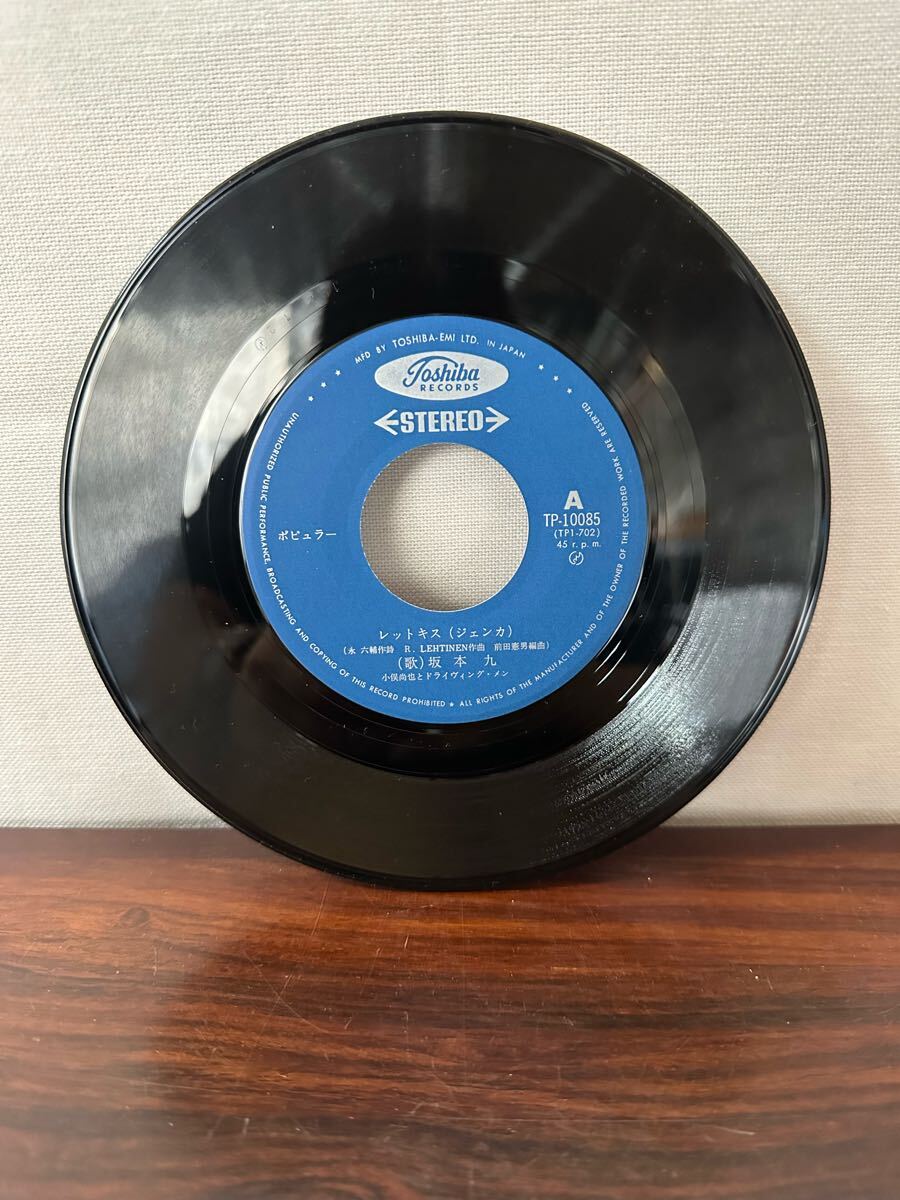 MFD BY TOSHIBA-EMI LTD. IN JAPAN
Toshiba
RECORDS
STEREO
ポピュラー
A
TP-10085
(TP1-702)
45 r.p.m.
レットキス (ジェンカ)
(永 六輔作詩 R. LEHTINEN作曲 前田憲男編曲)
(歌) 坂本 九
小俣尚也とドライヴィング・メン
UNAUTHORIZED PUBLIC PERFORMANCE, BROADCASTING AND COPYING OF THIS RECORD PROHIBITED ★ ALL RIGHTS OF THE MANUFACTURER AND OF THE OWNER OF THE RECORDED WORK ARE RESERVED